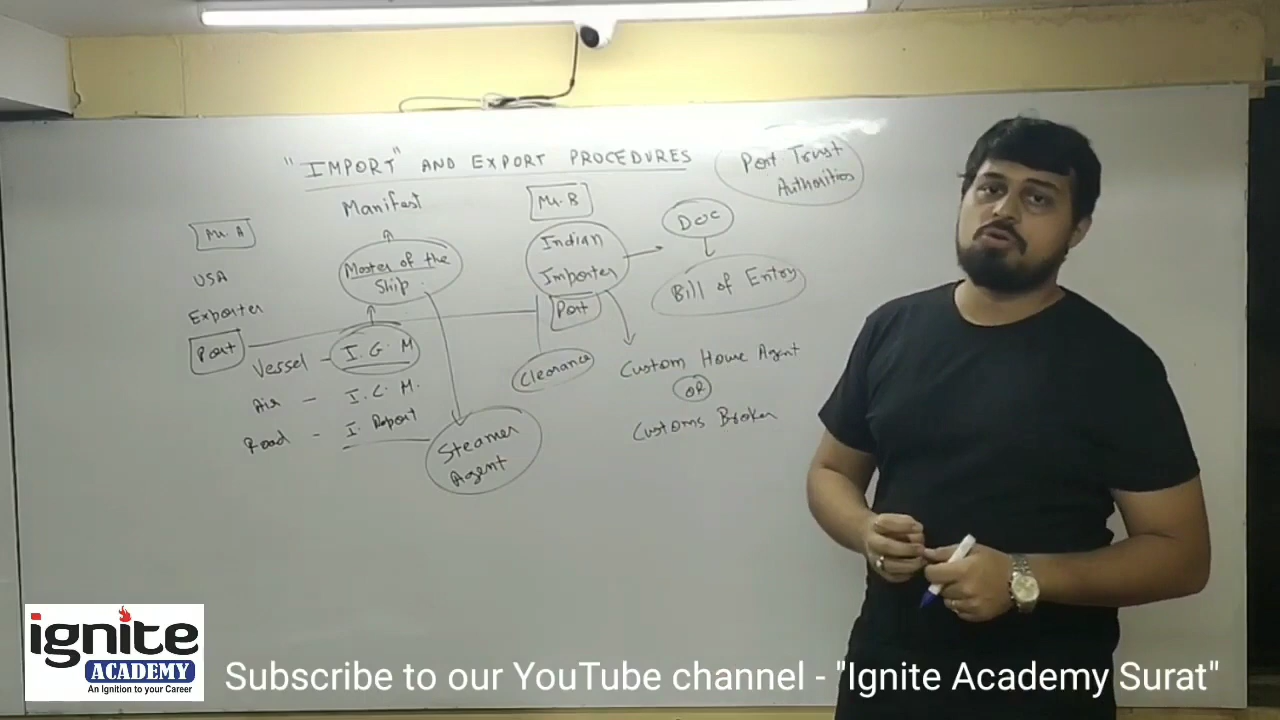 "IMPORT" AND EXPORT PROCEDURES
Port Trust
Authorities
Manifest
Mr. A
Mr. B
DOC
USA
Master of the
Ship.
Indian
Importer
Bill of Entry
Exporter
Port
Port
Vessel - I.G.M
Clearance
Custom House Agent
OR
Customs Broker
Air - I.C.M.
Road - I. Report
Steamer
Agent
ignite
ACADEMY
An Ignition to your Career
Subscribe to our YouTube channel - "Ignite Academy Surat"